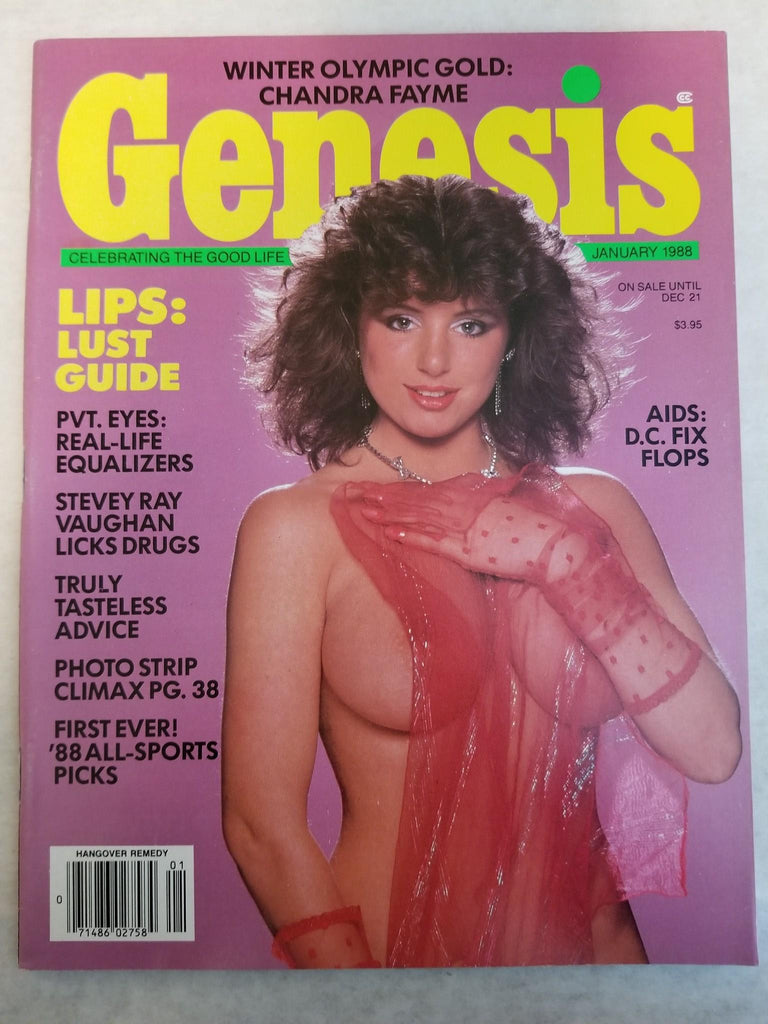 WINTER OLYMPIC GOLD:
CHANDRA FAYME
Genesis
CELEBRATING THE GOOD LIFE
JANUARY 1988
ON SALE UNTIL
DEC 21
$3.95
LIPS:
LUST
GUIDE
PVT. EYES:
REAL-LIFE
EQUALIZERS
AIDS:
D.C. FIX
FLOPS
STEVEY RAY
VAUGHAN
LICKS DRUGS
TRULY
TASTELESS
ADVICE
PHOTO STRIP
CLIMAX PG. 38
FIRST EVER!
'88 ALL-SPORTS
PICKS
HANGOVER REMEDY
01
0
71486 02758